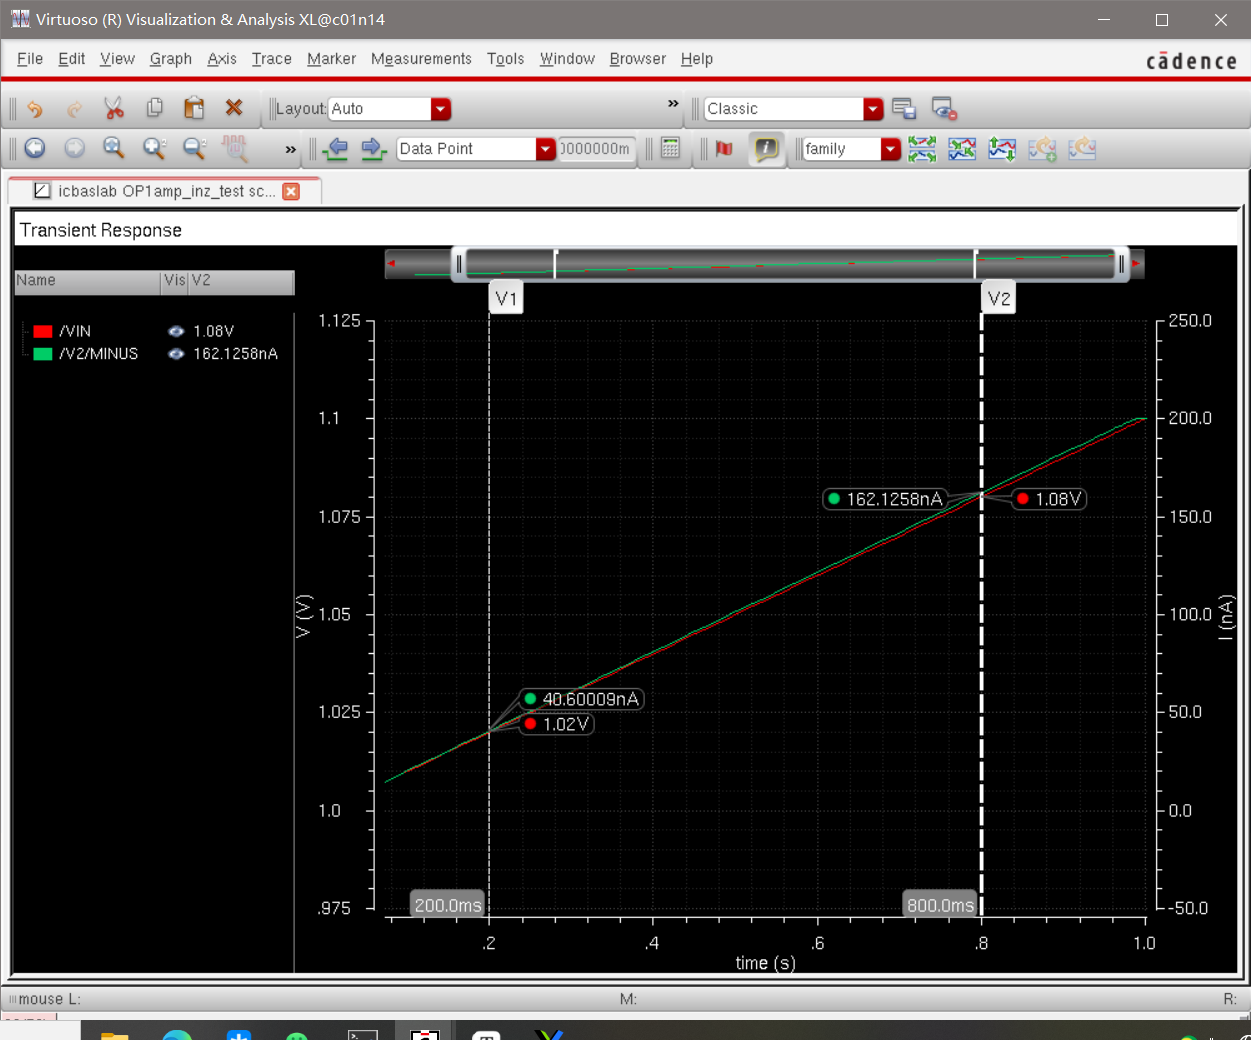 Virtuoso (R) Visualization & Analysis XL@c01n14
File Edit View Graph Axis Trace Marker Measurements Tools Window Browser Help
cādence
Layout: Auto » Classic
» Data Point 0000000m family
icbaslab OP1amp_inz_test sc...
Transient Response
Name Vis V2
/VIN 1.08V
/V2/MINUS 162.1258nA
V1 V2
1.125 250.0
1.1 200.0
162.1258nA 1.08V
1.075 150.0
V (V) 1.05 100.0 I (nA)
40.60009nA
1.025 50.0
1.02V
1.0 0.0
.975 200.0ms 800.0ms -50.0
.2 .4 .6 .8 1.0
time (s)
mouse L: M: R: